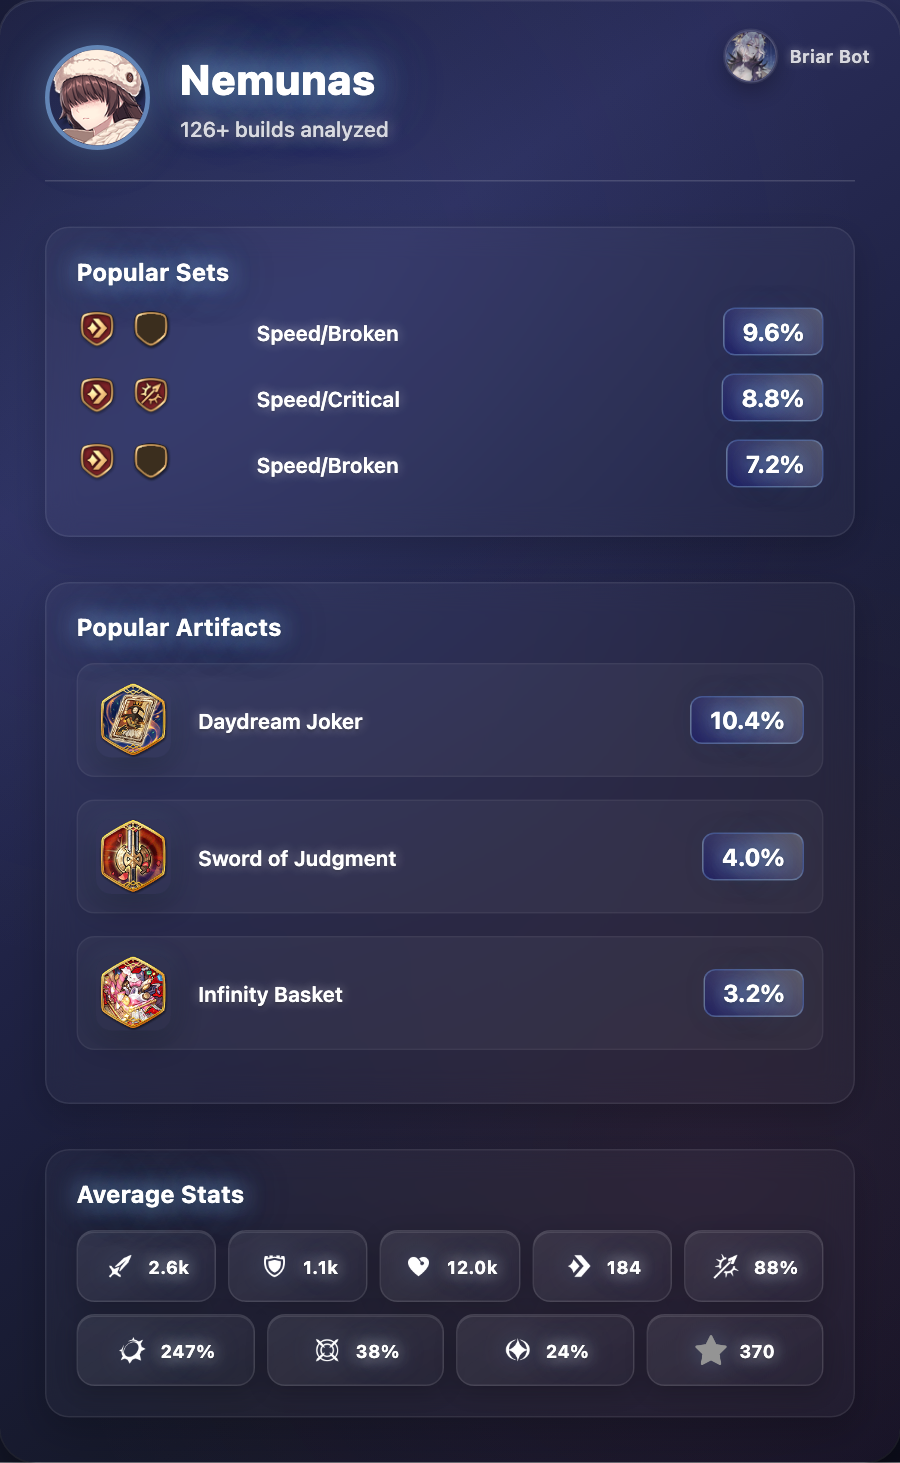 Nemunas
126+ builds analyzed
Briar Bot
Popular Sets
Speed/Broken 9.6%
Speed/Critical 8.8%
Speed/Broken 7.2%
Popular Artifacts
Daydream Joker 10.4%
Sword of Judgment 4.0%
Infinity Basket 3.2%
Average Stats
2.6k 1.1k 12.0k 184 88%
247% 38% 24% 370